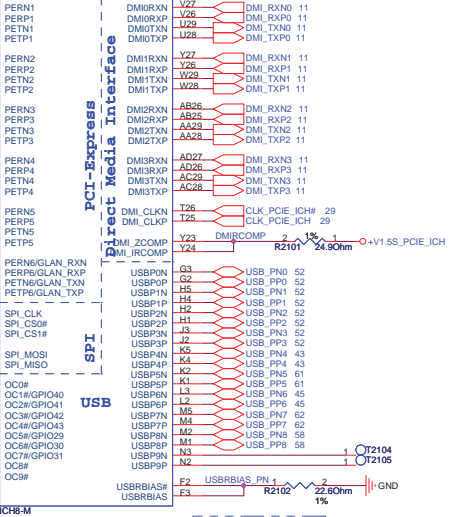 PERN1 DMI0RXN V27 DMI_RXN0 11
PERP1 DMI0RXP V26 DMI_RXP0 11
PETN1 DMI0TXN U29 DMI_TXN0 11
PETP1 DMI0TXP U28 DMI_TXP0 11
PERN2 DMI1RXN Y27 DMI_RXN1 11
PERP2 DMI1RXP Y26 DMI_RXP1 11
PETN2 DMI1TXN W29 DMI_TXN1 11
PETP2 DMI1TXP W28 DMI_TXP1 11
PERN3 DMI2RXN AB26 DMI_RXN2 11
PERP3 DMI2RXP AB25 DMI_RXP2 11
PETN3 DMI2TXN AA29 DMI_TXN2 11
PETP3 DMI2TXP AA28 DMI_TXP2 11
PERN4 DMI3RXN AD27 DMI_RXN3 11
PERP4 DMI3RXP AD26 DMI_RXP3 11
PETN4 DMI3TXN AC29 DMI_TXN3 11
PETP4 DMI3TXP AC28 DMI_TXP3 11
PCI-Express
Direct Media Interface
PERN5 DMI_CLKN T26 CLK_PCIE_ICH# 29
PERP5 DMI_CLKP T25 CLK_PCIE_ICH 29
PETN5
PETP5 DMI_ZCOMP Y23 DMIRCOMP 2 1% 1 +V1.5S_PCIE_ICH
DMI_IRCOMP Y24 R2101 24.9Ohm
PERN6/GLAN_RXN
PERP6/GLAN_RXP USBP0N G3 USB_PN0 52
PETN6/GLAN_TXN USBP0P G2 USB_PP0 52
PETP6/GLAN_TXP USBP1N H5 USB_PN1 52
USBP1P H4 USB_PP1 52
SPI_CLK USBP2N H2 USB_PN2 52
SPI_CS0# USBP2P H1 USB_PP2 52
SPI_CS1# USBP3N J3 USB_PN3 52
USBP3P J2 USB_PP3 52
SPI_MOSI USBP4N K5 USB_PN4 43
SPI_MISO USBP4P K4 USB_PP4 43
SPI
USBP5N K2 USB_PN5 61
OC0# USBP5P K1 USB_PP5 61
OC1#/GPIO40 USBP6N L3 USB_PN6 45
OC2#/GPIO41 USB USBP6P L2 USB_PP6 45
OC3#/GPIO42 USBP7N M5 USB_PN7 62
OC4#/GPIO43 USBP7P M4 USB_PP7 62
OC5#/GPIO29 USBP8N M2 USB_PN8 58
OC6#/GPIO30 USBP8P M1 USB_PP8 58
OC7#/GPIO31 USBP9N N3 1 T2104
OC8# USBP9P N2 1 T2105
OC9#
USBRBIAS# F2 USBRBIAS_PN 1 2 GND
USBRBIAS F3 R2102 22.6Ohm
1%
ICH8-M